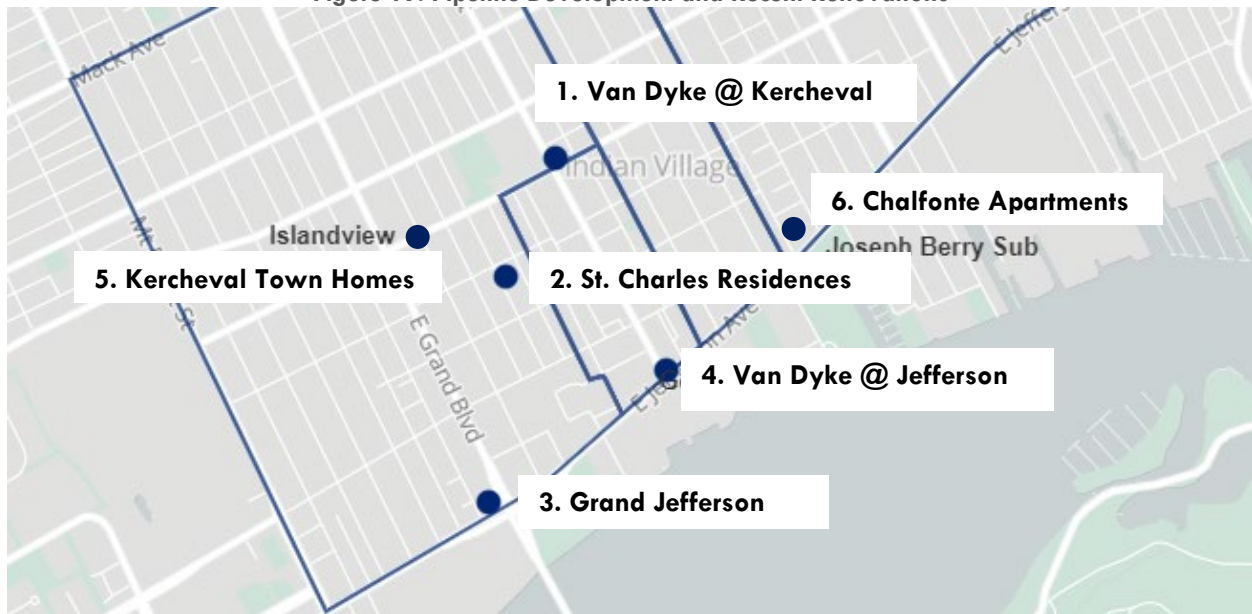 Mack Ave
E Jeffers
1. Van Dyke @ Kercheval
Indian Village
6. Chalfonte Apartments
Islandview
Joseph Berry Sub
5. Kercheval Town Homes
2. St. Charles Residences
E Grand Blvd
4. Van Dyke @ Jefferson
3. Grand Jefferson